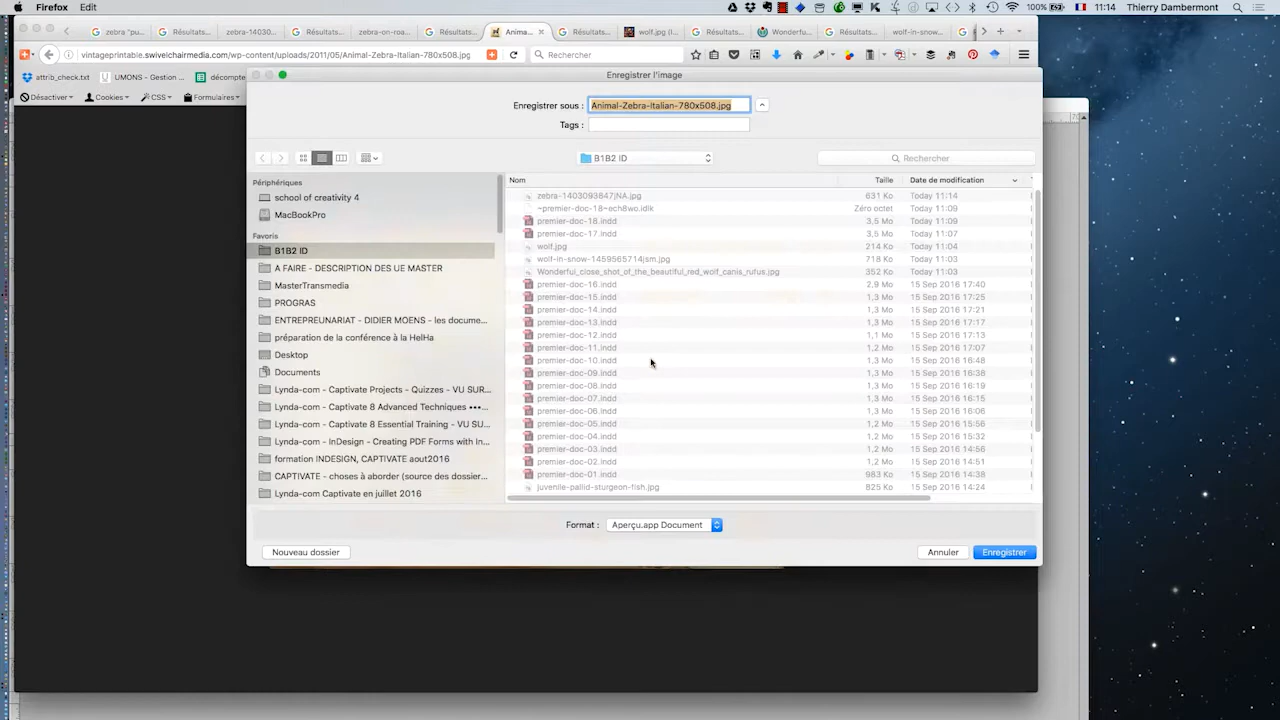 Firefox Edit 100% 11:14 Thierry Dambermont
zebra "pu... Résultats... zebra-1403... Résultats... zebra-on-roa... Résultats... Anima... Résultats... wolf.jpg (I... Résultats... Wonderfu... Résultats... wolf-in-snow...
vintageprintable.swivelchairmedia.com/wp-content/uploads/2011/05/Animal-Zebra-Italian-780x508.jpg Rechercher
attrib_check.txt UMONS - Gestion ... décompte
Désactiver Cookies CSS Formulaires
Enregistrer l'image
Enregistrer sous : Animal-Zebra-Italian-780x508.jpg
Tags :
B1B2 ID Rechercher
Périphériques
school of creativity 4
MacBookPro
Favoris
B1B2 ID
A FAIRE - DESCRIPTION DES UE MASTER
MasterTransmedia
PROGRAS
ENTREPREUNARIAT - DIDIER MOENS - les docume...
préparation de la conférence à la HelHa
Desktop
Documents
Lynda-com - Captivate Projects - Quizzes - VU SUR...
Lynda-com - Captivate 8 Advanced Techniques •••...
Lynda-com - Captivate 8 Essential Training - VU SU...
Lynda-com - InDesign - Creating PDF Forms with In...
formation INDESIGN, CAPTIVATE aout2016
CAPTIVATE - choses à aborder (source des dossier...
Lynda-com Captivate en juillet 2016
Nom Taille Date de modification
zebra-1403093847jNA.jpg 631 Ko Today 11:14
~premier-doc-18~ech8wo.idlk Zéro octet Today 11:09
premier-doc-18.indd 3,5 Mo Today 11:09
premier-doc-17.indd 3,5 Mo Today 11:07
wolf.jpg 214 Ko Today 11:04
wolf-in-snow-1459565714jsm.jpg 718 Ko Today 11:03
Wonderful_close_shot_of_the_beautiful_red_wolf_canis_rufus.jpg 352 Ko Today 11:03
premier-doc-16.indd 2,9 Mo 15 Sep 2016 17:40
premier-doc-15.indd 1,3 Mo 15 Sep 2016 17:25
premier-doc-14.indd 1,3 Mo 15 Sep 2016 17:21
premier-doc-13.indd 1,3 Mo 15 Sep 2016 17:17
premier-doc-12.indd 1,1 Mo 15 Sep 2016 17:13
premier-doc-11.indd 1,2 Mo 15 Sep 2016 17:07
premier-doc-10.indd 1,3 Mo 15 Sep 2016 16:48
premier-doc-09.indd 1,3 Mo 15 Sep 2016 16:38
premier-doc-08.indd 1,3 Mo 15 Sep 2016 16:19
premier-doc-07.indd 1,3 Mo 15 Sep 2016 16:15
premier-doc-06.indd 1,3 Mo 15 Sep 2016 16:06
premier-doc-05.indd 1,2 Mo 15 Sep 2016 15:56
premier-doc-04.indd 1,2 Mo 15 Sep 2016 15:32
premier-doc-03.indd 1,2 Mo 15 Sep 2016 14:56
premier-doc-02.indd 1,2 Mo 15 Sep 2016 14:51
premier-doc-01.indd 983 Ko 15 Sep 2016 14:38
juvenile-pallid-sturgeon-fish.jpg 825 Ko 15 Sep 2016 14:24
Format : Aperçu.app Document
Nouveau dossier Annuler Enregistrer